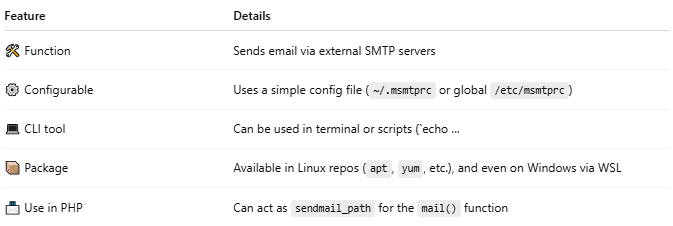 Feature Details
Function Sends email via external SMTP servers
Configurable Uses a simple config file ( ~/.msmtprc or global /etc/msmtprc )
CLI tool Can be used in terminal or scripts (`echo ...
Package Available in Linux repos ( apt , yum , etc.), and even on Windows via WSL
Use in PHP Can act as sendmail_path for the mail() function